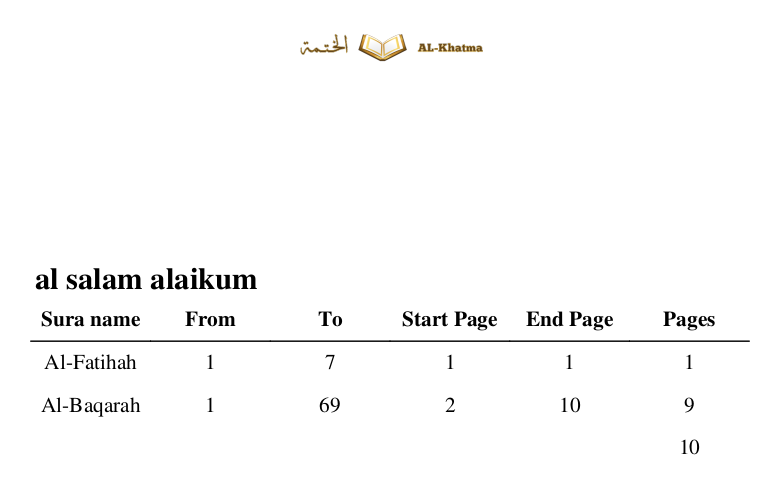 الختمة AL-Khatma
al salam alaikum
Sura name From To Start Page End Page Pages
Al-Fatihah 1 7 1 1 1
Al-Baqarah 1 69 2 10 9
10